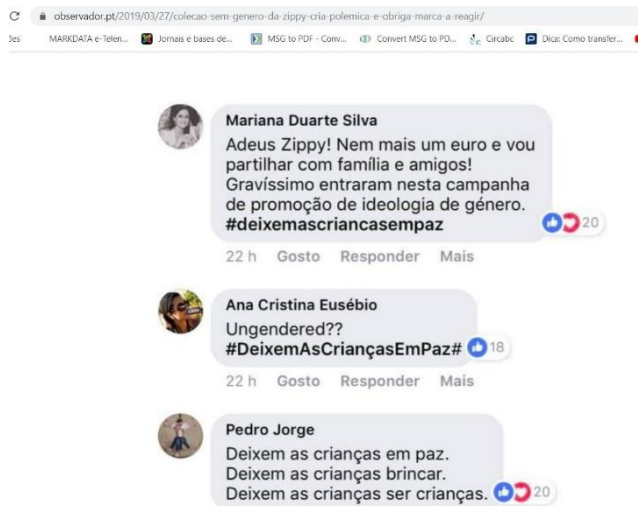 observador.pt/2019/03/27/colecao-sem-genero-da-zippy-cria-polemica-e-obriga-marca-a-reagir/
ões MARKDATA e-Telen... Jornais e bases de... MSG to PDF - Conv... Convert MSG to PD... Circabc Dica: Como transfer...
Mariana Duarte Silva
Adeus Zippy! Nem mais um euro e vou
partilhar com família e amigos!
Gravíssimo entraram nesta campanha
de promoção de ideologia de género.
#deixemascriancasempaz
20
22 h Gosto Responder Mais
Ana Cristina Eusébio
Ungendered??
#DeixemAsCriançasEmPaz# 18
22 h Gosto Responder Mais
Pedro Jorge
Deixem as crianças em paz.
Deixem as crianças brincar.
Deixem as crianças ser crianças. 20